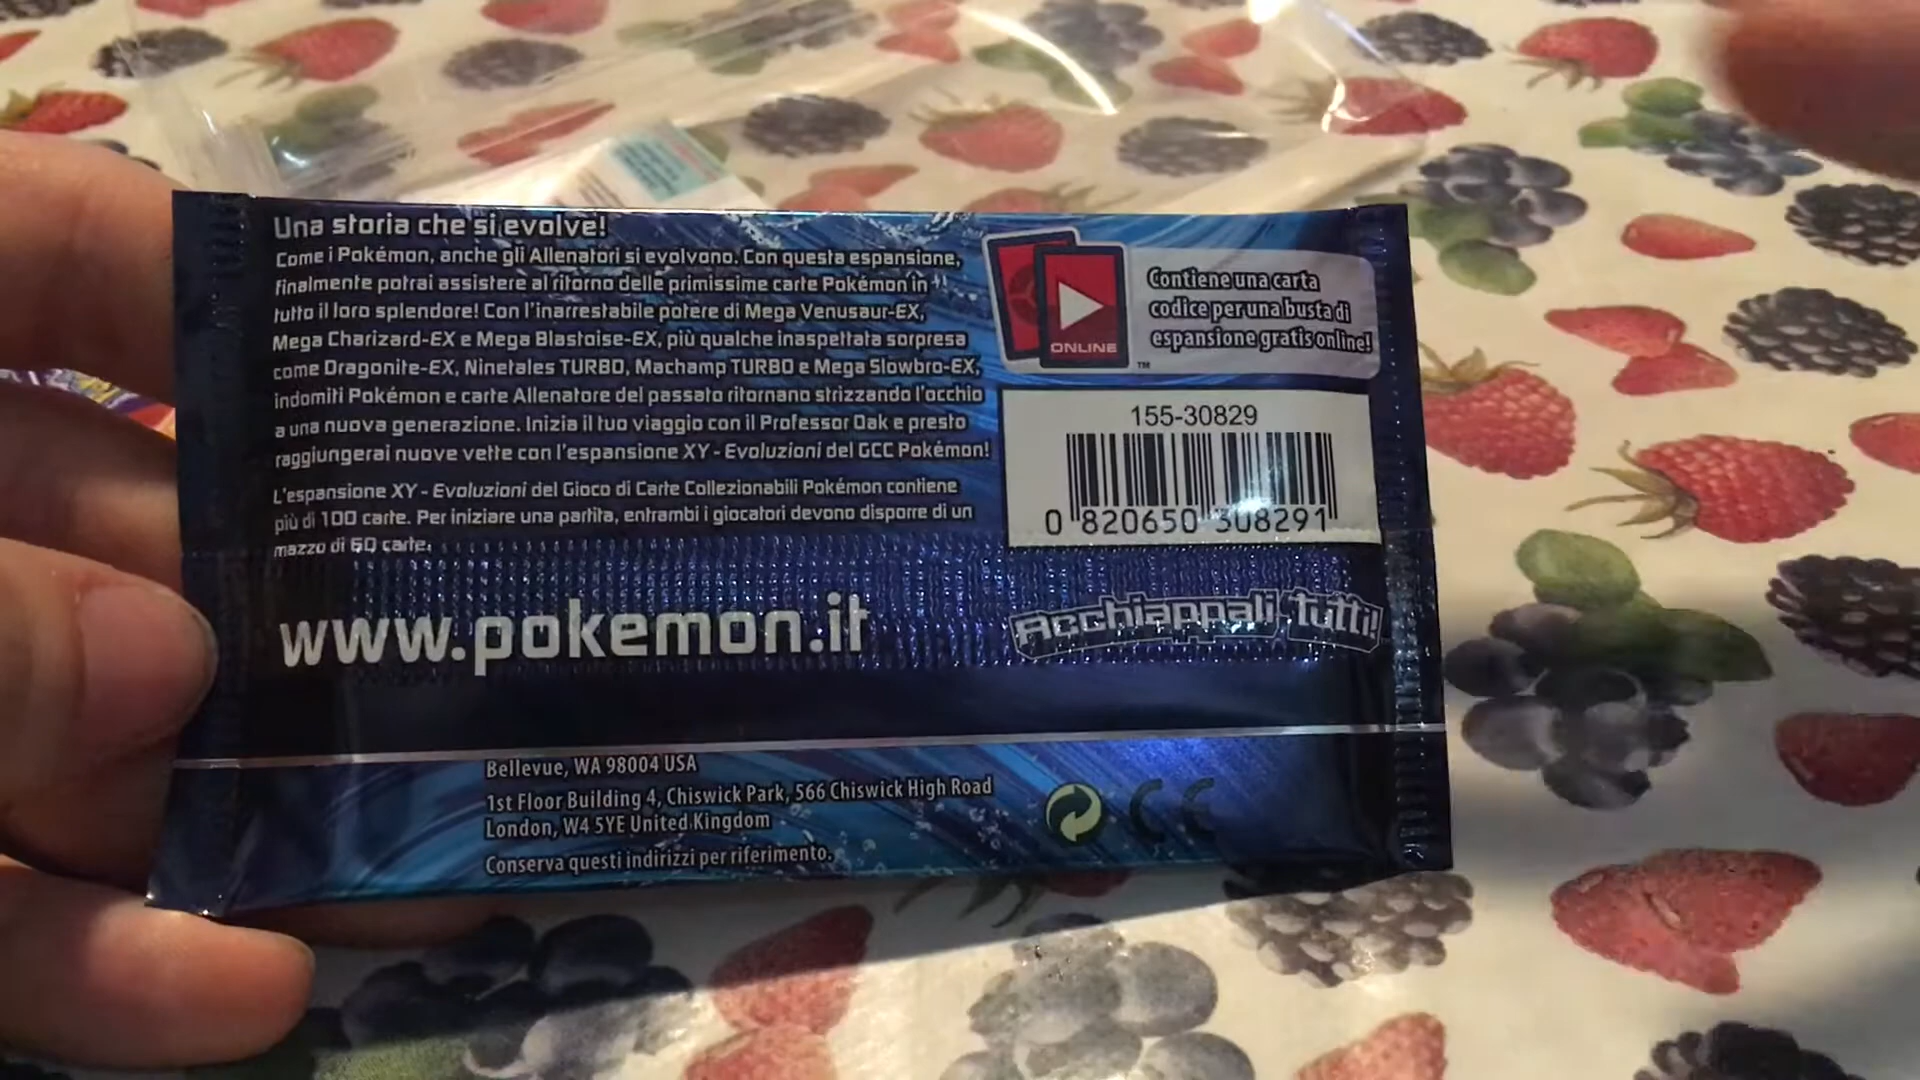 Una storia che si evolve!
Come i Pokémon, anche gli Allenatori si evolvono. Con questa espansione,
finalmente potrai assistere al ritorno delle primissime carte Pokémon in
tutto il loro splendore! Con l'inarrestabile potere di Mega Venusaur-EX,
Mega Charizard-EX e Mega Blastoise-EX, più qualche inaspettata sorpresa
come Dragonite-EX, Ninetales TURBO, Machamp TURBO e Mega Slowbro-EX,
indomiti Pokémon e carte Allenatore del passato ritornano strizzando l'occhio
a una nuova generazione. Inizia il tuo viaggio con il Professor Oak e presto
raggiungerai nuove vette con l'espansione XY - Evoluzioni del GCC Pokémon!
L'espansione XY - Evoluzioni del Gioco di Carte Collezionabili Pokémon contiene
più di 100 carte. Per iniziare una partita, entrambi i giocatori devono disporre di un
mazzo di 60 carte.
ONLINE
™
Contiene una carta
codice per una busta di
espansione gratis online!
155-30829
0 820650 308291
www.pokemon.it
Acchiappali tutti!
Bellevue, WA 98004 USA
1st Floor Building 4, Chiswick Park, 566 Chiswick High Road
London, W4 5YE United Kingdom
Conserva questi indirizzi per riferimento.
CE